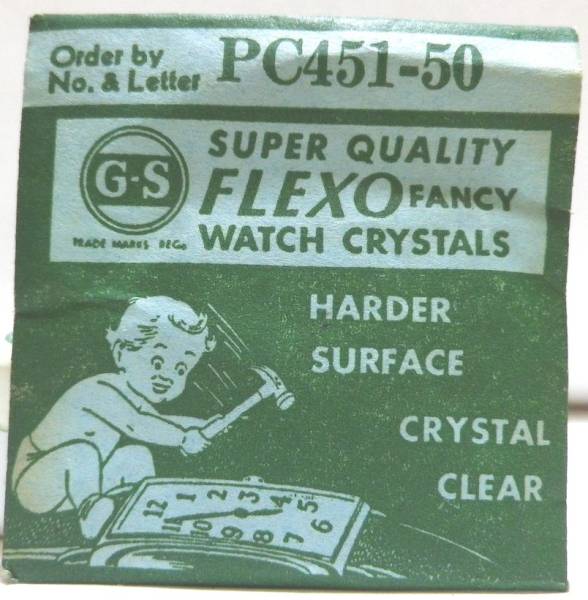 Order by
No. & Letter
PC451-50
G-S
TRADE MARKS REG.
SUPER QUALITY
FLEXO FANCY
WATCH CRYSTALS
HARDER
SURFACE
CRYSTAL
CLEAR
12 1 2 3 4 5
11 10 9 8 7 6